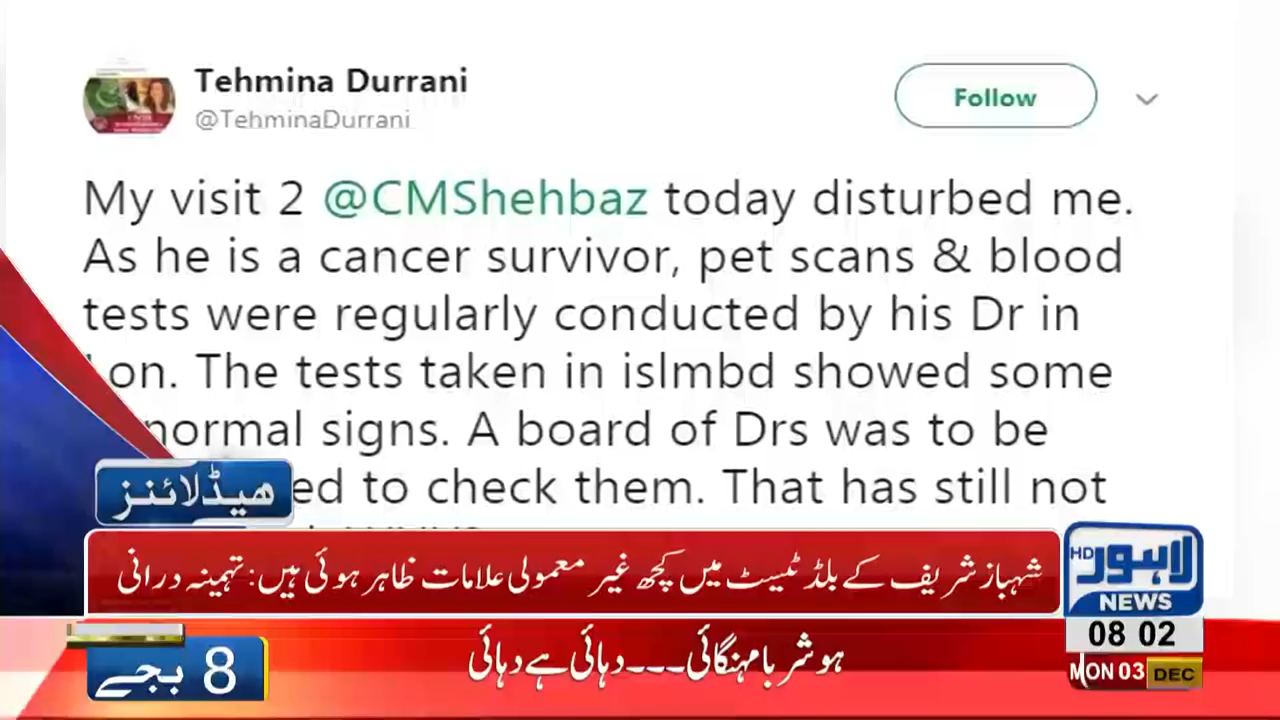 Tehmina Durrani
@TehminaDurrani
Follow
My visit 2 @CMShehbaz today disturbed me.
As he is a cancer survivor, pet scans & blood
tests were regularly conducted by his Dr in
on. The tests taken in islmbd showed some
normal signs. A board of Drs was to be
ed to check them. That has still not
ھیڈلائنز
شہباز شریف کے بلڈ ٹیسٹ میں کچھ غیر معمولی علامات ظاہر ہوئی ہیں: تہمینہ درانی
HD لاہور
NEWS
08 02
MON 03 DEC
ہوشربا مہنگائی۔۔۔دہائی ہے دہائی
8 بجے